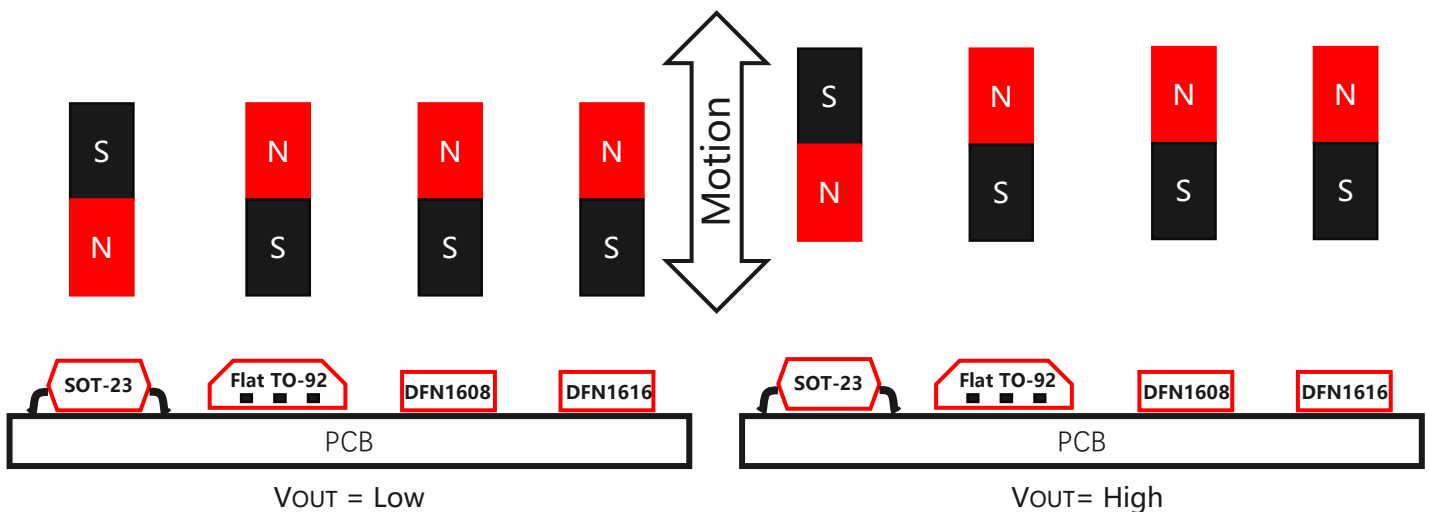 S N N N
N S S S
Motion
S N N N
N S S S
SOT-23 Flat TO-92 DFN1608 DFN1616
PCB
VOUT = Low
SOT-23 Flat TO-92 DFN1608 DFN1616
PCB
VOUT= High